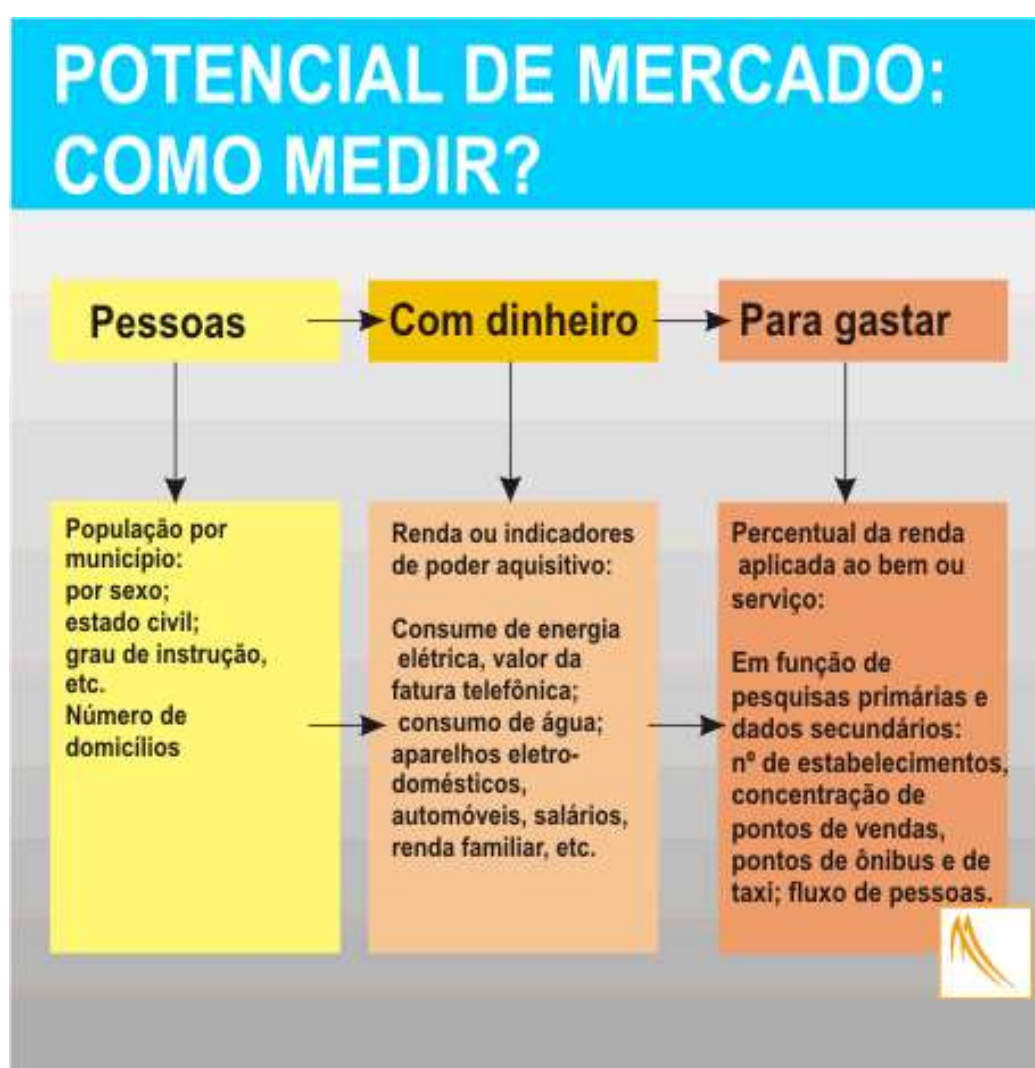 POTENCIAL DE MERCADO:
COMO MEDIR?
Pessoas
Com dinheiro
Para gastar
População por
município:
por sexo;
estado civil;
grau de instrução,
etc.
Número de
domicílios
Renda ou indicadores
de poder aquisitivo:
Consume de energia
elétrica, valor da
fatura telefônica;
consumo de água;
aparelhos eletro-
domésticos,
automóveis, salários,
renda familiar, etc.
Percentual da renda
aplicada ao bem ou
serviço:
Em função de
pesquisas primárias e
dados secundários:
nº de estabelecimentos,
concentração de
pontos de vendas,
pontos de ônibus e de
taxi; fluxo de pessoas.